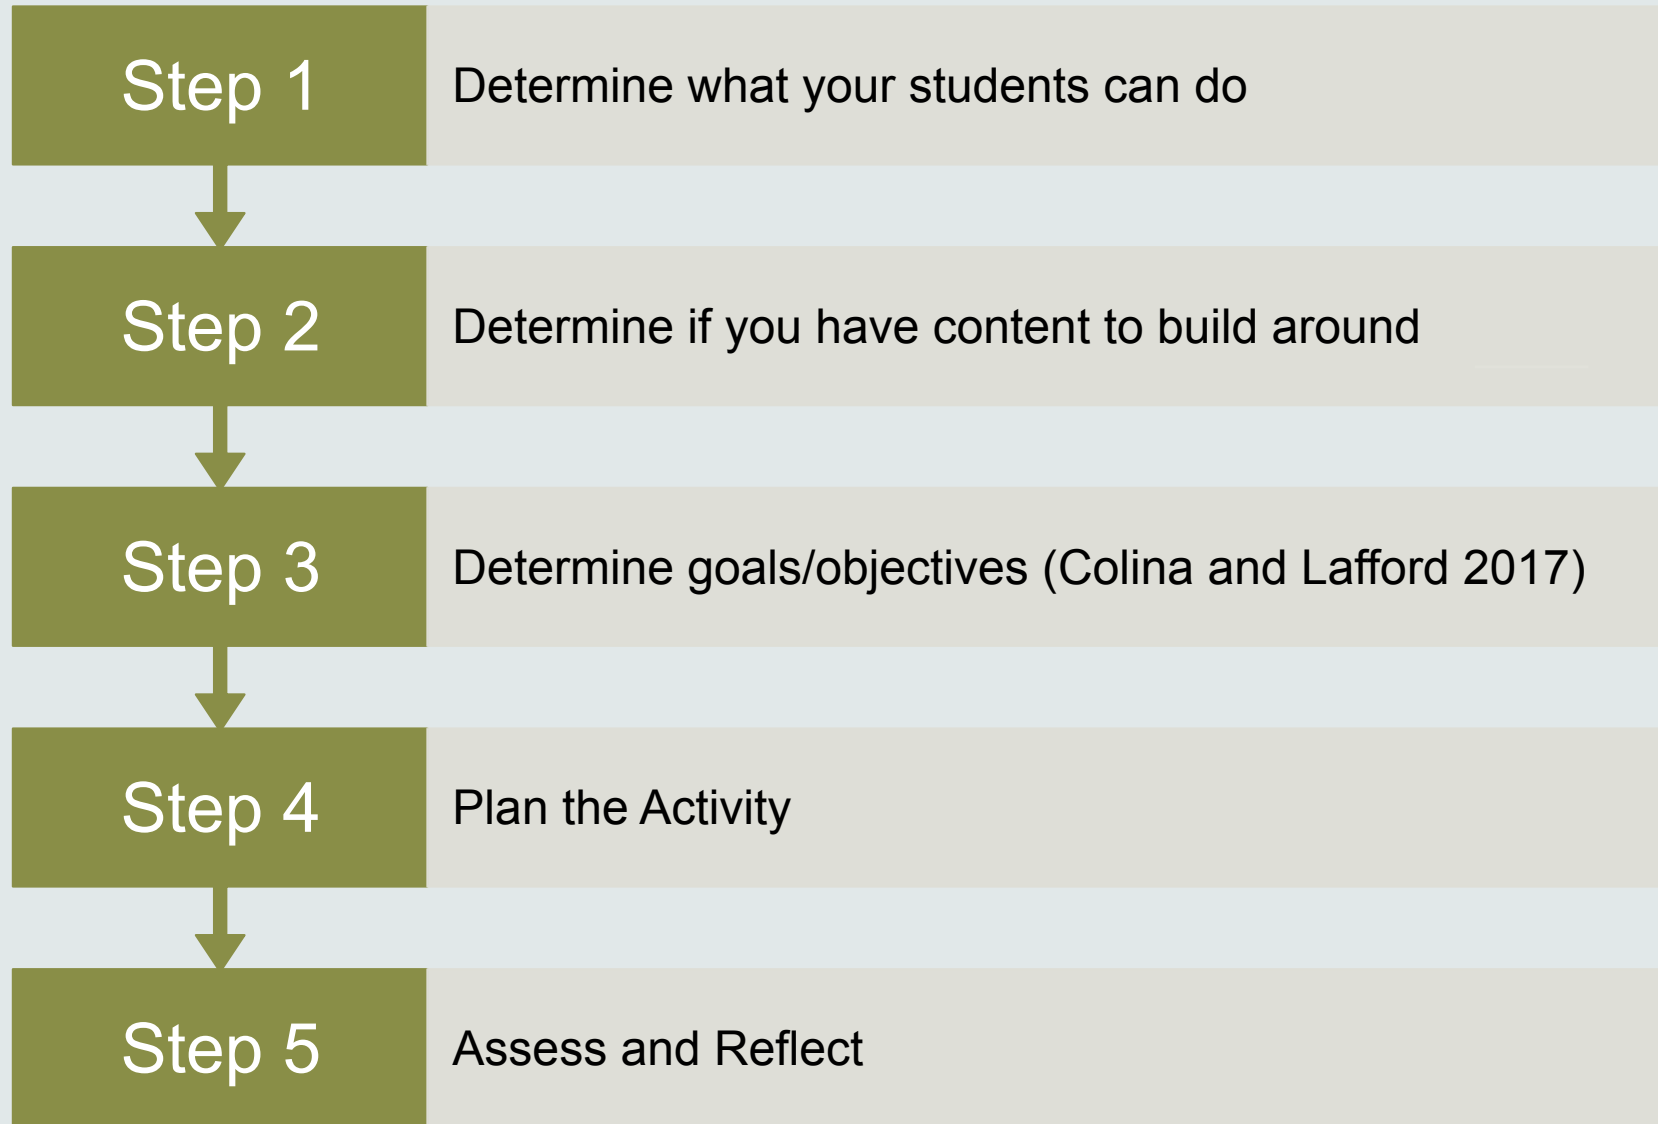 Step 1
Determine what your students can do
Step 2
Determine if you have content to build around
Step 3
Determine goals/objectives (Colina and Lafford 2017)
Step 4
Plan the Activity
Step 5
Assess and Reflect